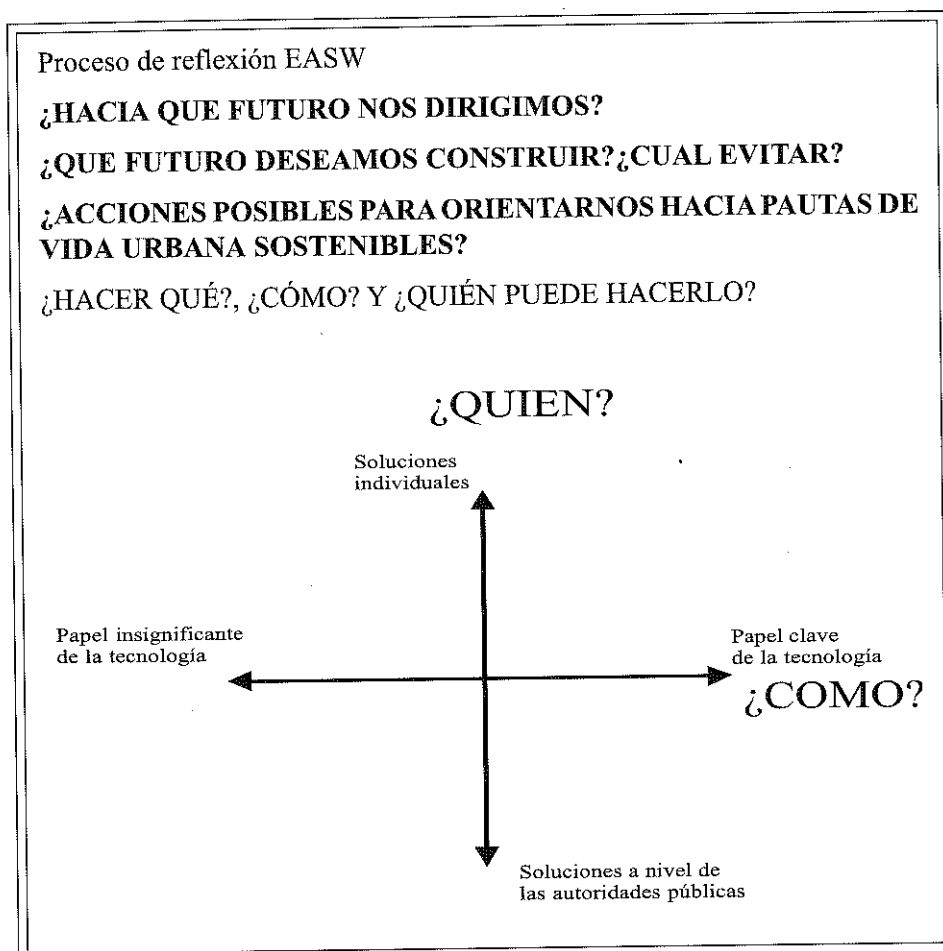 Proceso de reflexión EASW
¿HACIA QUE FUTURO NOS DIRIGIMOS?
¿QUE FUTURO DESEAMOS CONSTRUIR?¿CUAL EVITAR?
¿ACCIONES POSIBLES PARA ORIENTARNOS HACIA PAUTAS DE
VIDA URBANA SOSTENIBLES?
¿HACER QUÉ?, ¿CÓMO? Y ¿QUIÉN PUEDE HACERLO?
¿QUIEN?
Soluciones
individuales
Papel insignificante
de la tecnología
Papel clave
de la tecnología
¿COMO?
Soluciones a nivel de
las autoridades públicas